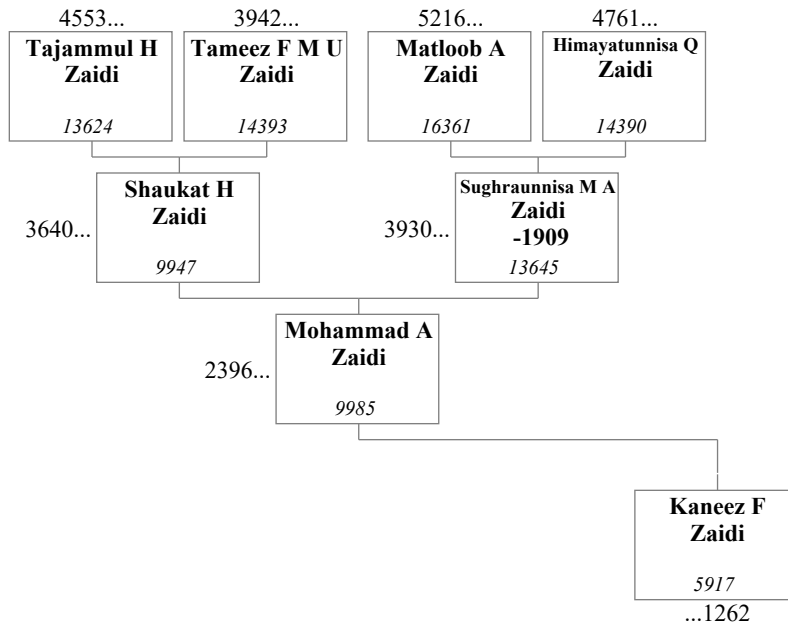 4553...
3942...
5216...
4761...
Tajammul H
Zaidi
13624
Tameez F M U
Zaidi
14393
Matloob A
Zaidi
16361
Himayatunnisa Q
Zaidi
14390
3640...
Shaukat H
Zaidi
9947
3930...
Sughraunnisa M A
Zaidi
-1909
13645
2396...
Mohammad A
Zaidi
9985
Kaneez F
Zaidi
5917
...1262